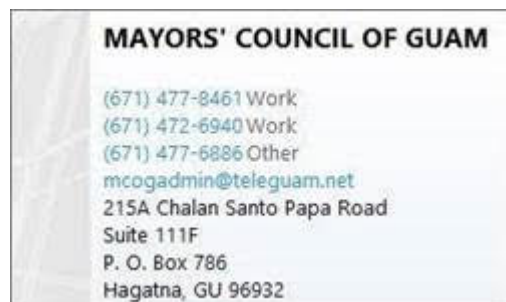 MAYORS' COUNCIL OF GUAM
(671) 477-8461 Work
(671) 472-6940 Work
(671) 477-6886 Other
mcogadmin@teleguam.net
215A Chalan Santo Papa Road
Suite 111F
P. O. Box 786
Hagatna, GU 96932